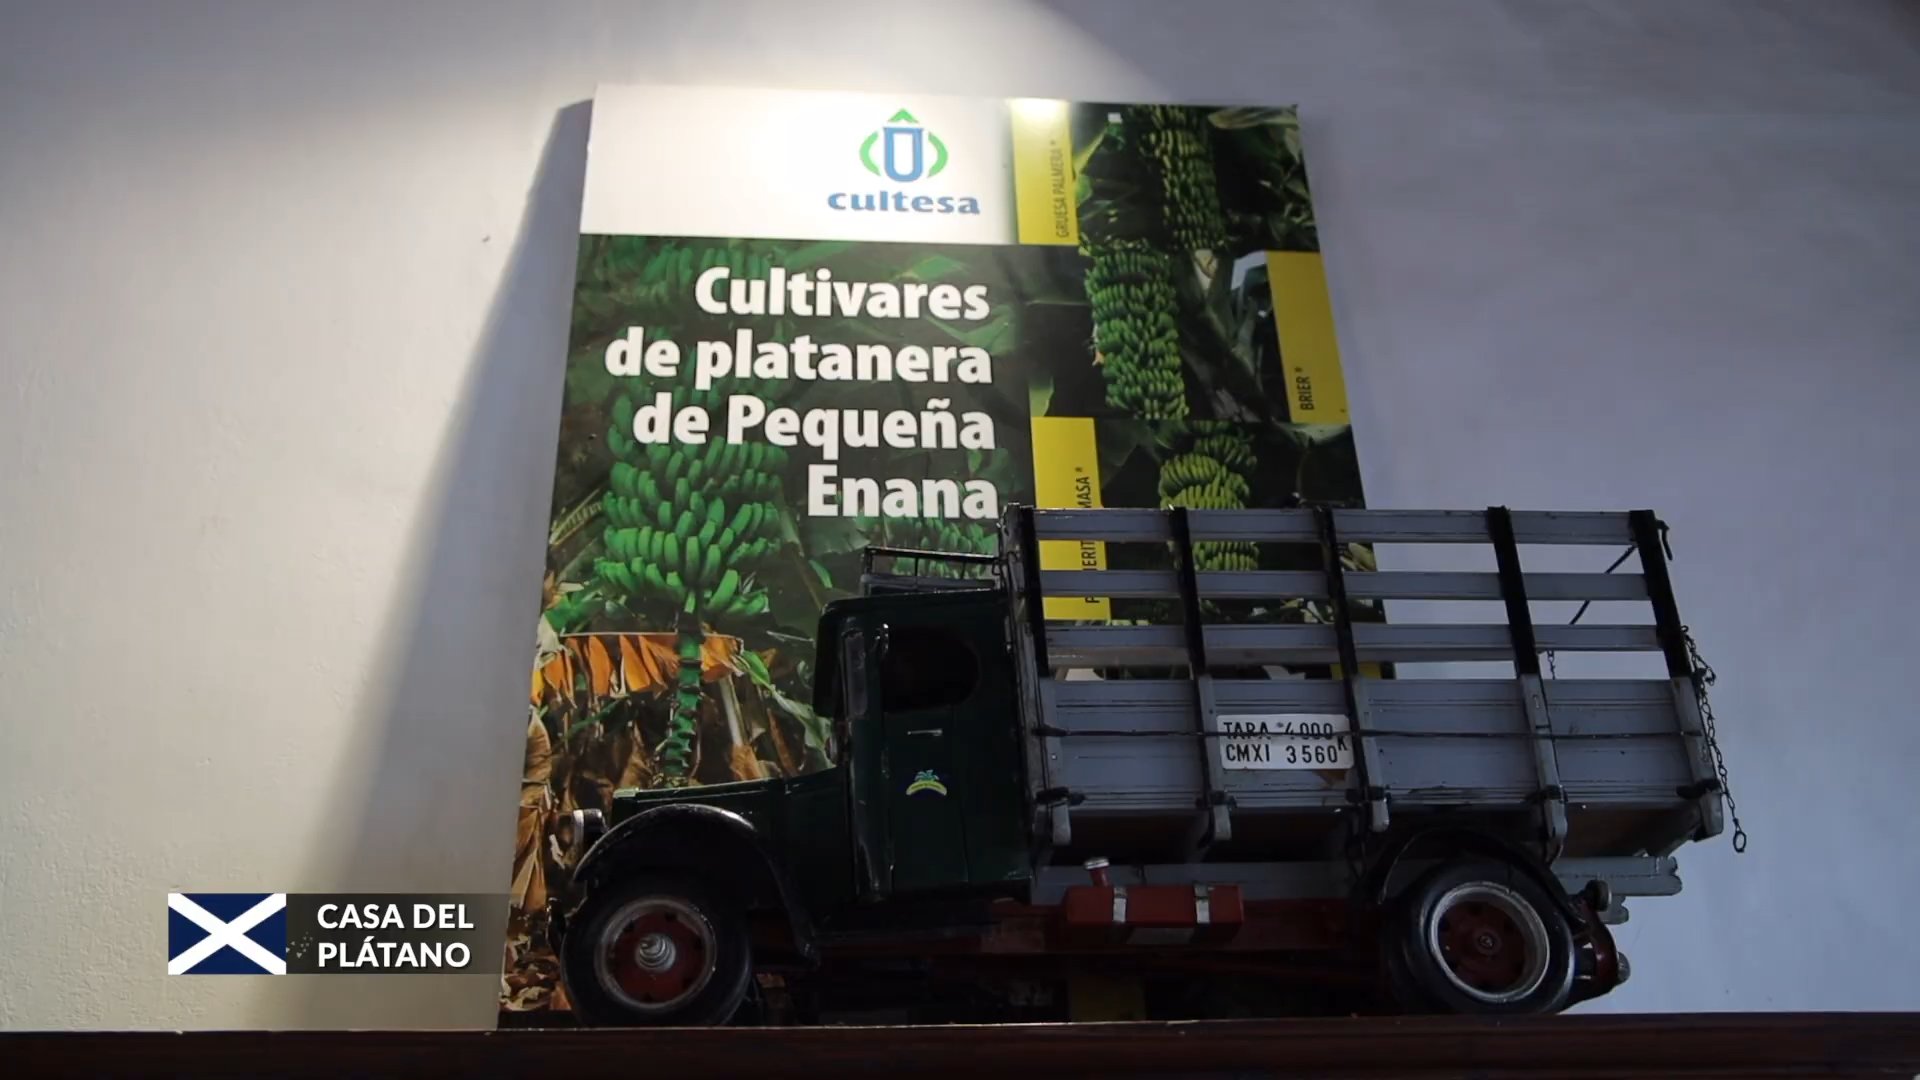 cultesa
GRUESA PALMERA®
Cultivares
de platanera
de Pequeña
Enana
BRIER®
TARA 4000 K
CMXI 3560
CASA DEL
PLÁTANO